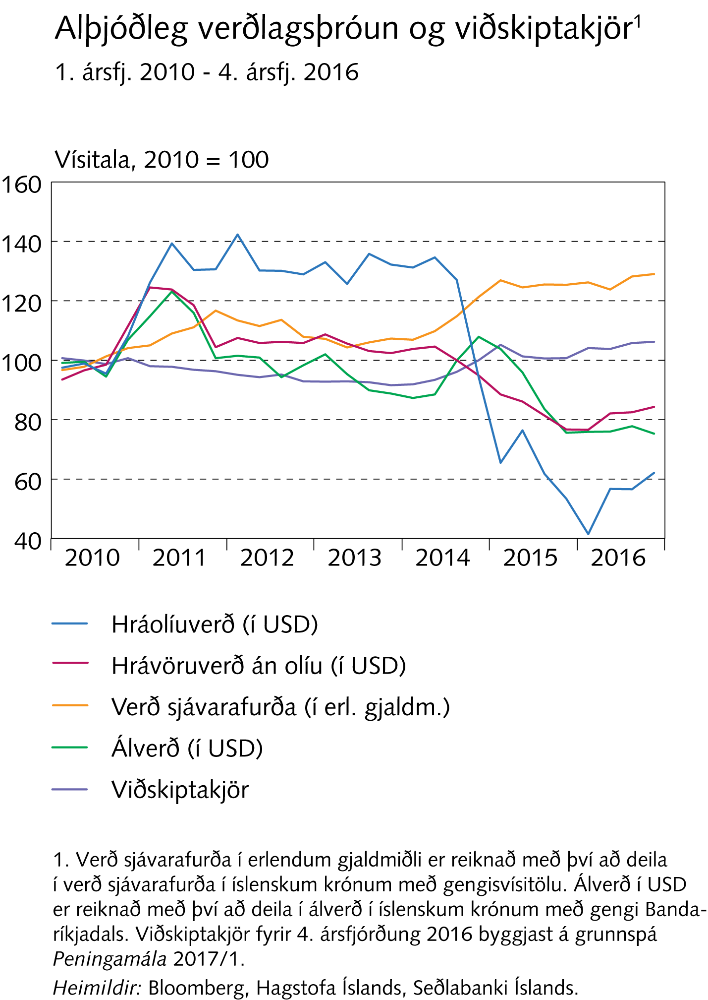 Alþjóðleg verðlagsþróun og viðskiptakjör¹
1. ársfj. 2010 - 4. ársfj. 2016
Vísitala, 2010 = 100
160
140
120
100
80
60
40
2010 2011 2012 2013 2014 2015 2016
Hráolíuverð (í USD)
Hrávöruverð án olíu (í USD)
Verð sjávarafurða (í erl. gjaldm.)
Álverð (í USD)
Viðskiptakjör
1. Verð sjávarafurða í erlendum gjaldmiðli er reiknað með því að deila
í verð sjávarafurða í íslenskum krónum með gengisvísitölu. Álverð í USD
er reiknað með því að deila í álverð í íslenskum krónum með gengi Banda-
ríkjadals. Viðskiptakjör fyrir 4. ársfjórðung 2016 byggjast á grunnspá
Peningamála 2017/1.
Heimildir: Bloomberg, Hagstofa Íslands, Seðlabanki Íslands.